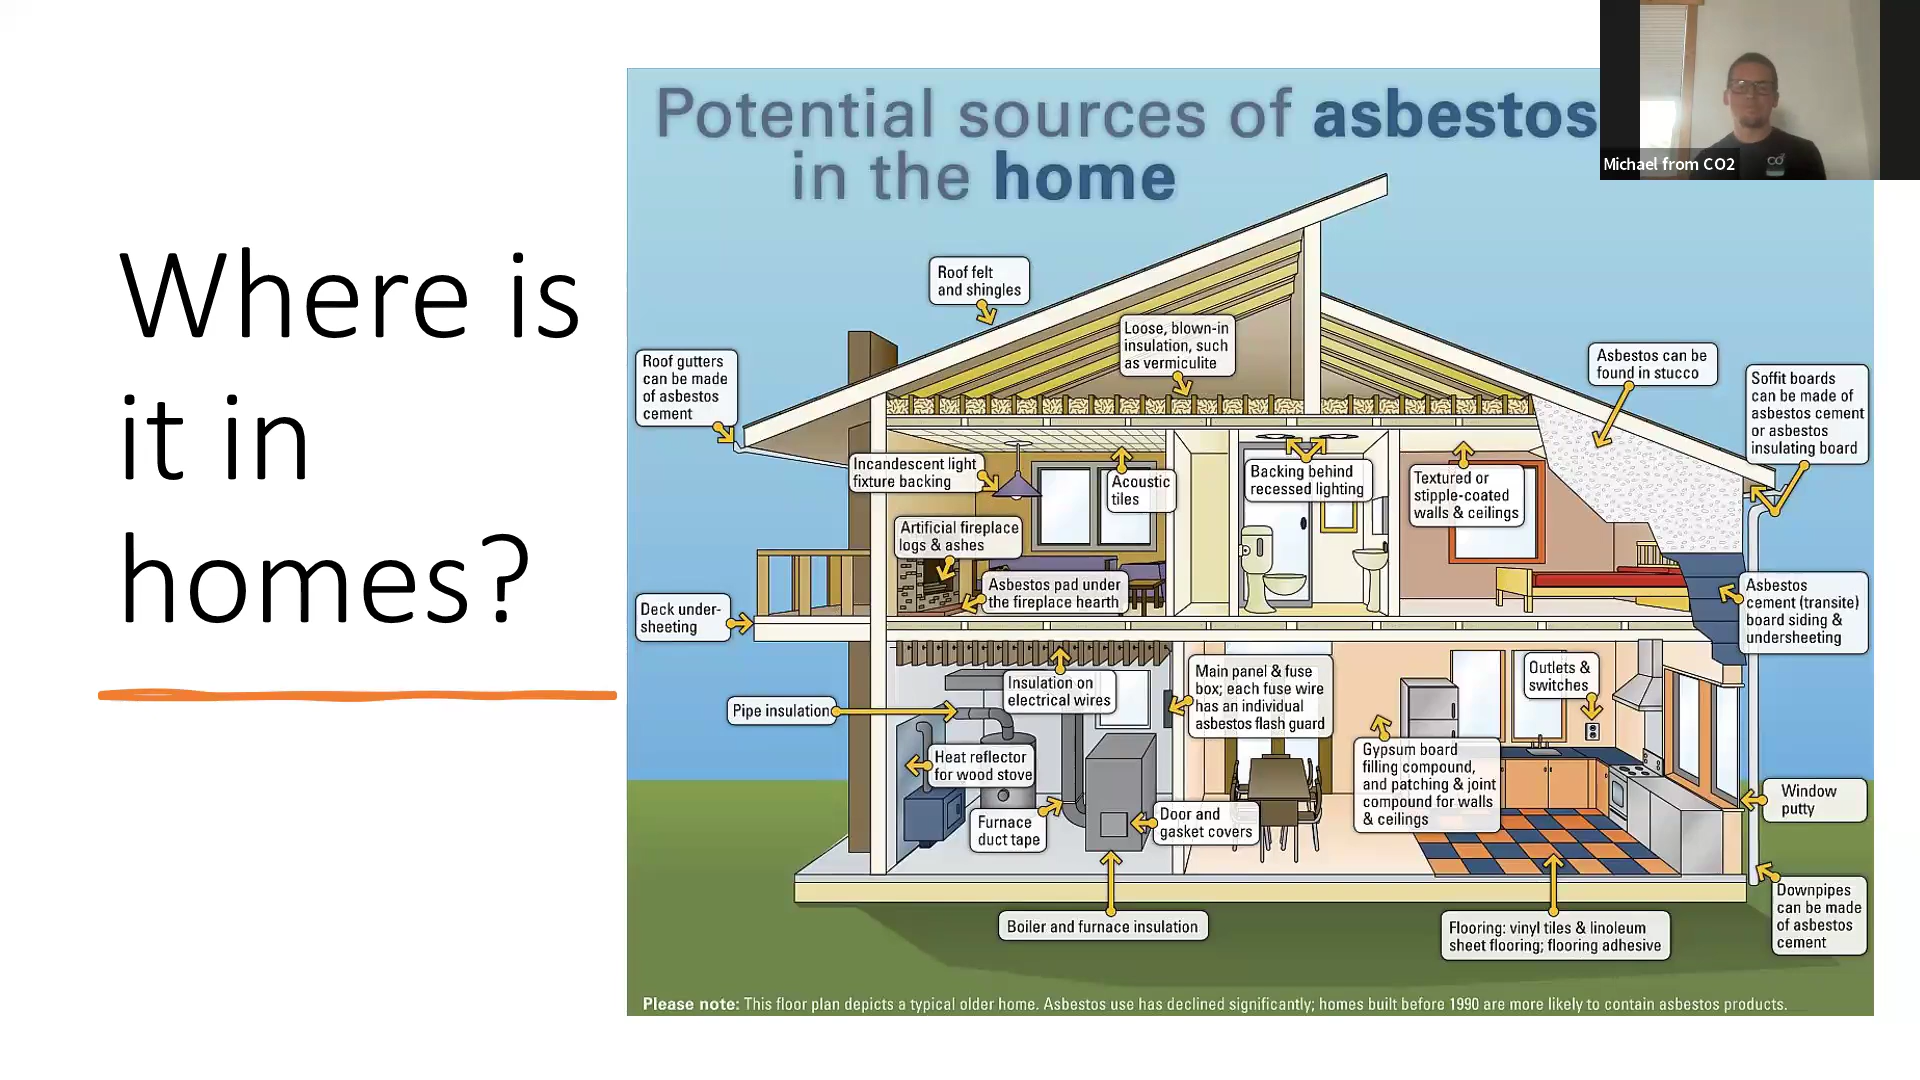 Where is
it in
homes?
Potential sources of asbestos
in the home
Michael from CO2
Roof felt
and shingles
Loose, blown-in
insulation, such
as vermiculite
Roof gutters
can be made
of asbestos
cement
Asbestos can be
found in stucco
Soffit boards
can be made of
asbestos cement
or asbestos
insulating board
Incandescent light
fixture backing
Acoustic
tiles
Backing behind
recessed lighting
Textured or
stipple-coated
walls & ceilings
Artificial fireplace
logs & ashes
Asbestos pad under
the fireplace hearth
Deck under-
sheeting
Asbestos
cement (transite)
board siding &
undersheeting
Insulation on
electrical wires
Main panel & fuse
box; each fuse wire
has an individual
asbestos flash guard
Outlets &
switches
Pipe insulation
Heat reflector
for wood stove
Gypsum board
filling compound,
and patching & joint
compound for walls
& ceilings
Window
putty
Furnace
duct tape
Door and
gasket covers
Boiler and furnace insulation
Flooring: vinyl tiles & linoleum
sheet flooring; flooring adhesive
Downpipes
can be made
of asbestos
cement
Please note: This floor plan depicts a typical older home. Asbestos use has declined significantly; homes built before 1990 are more likely to contain asbestos products.